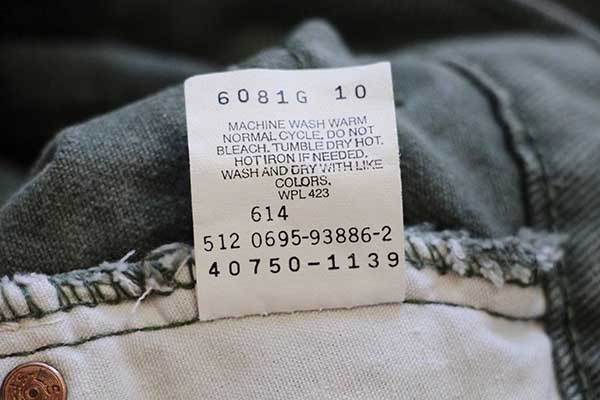 6081G 10
MACHINE WASH WARM
NORMAL CYCLE, DO NOT
BLEACH. TUMBLE DRY HOT.
HOT IRON IF NEEDED.
WASH AND DRY WITH LIKE
COLORS.
WPL 423
614
512 0695-93886-2
40750-1139